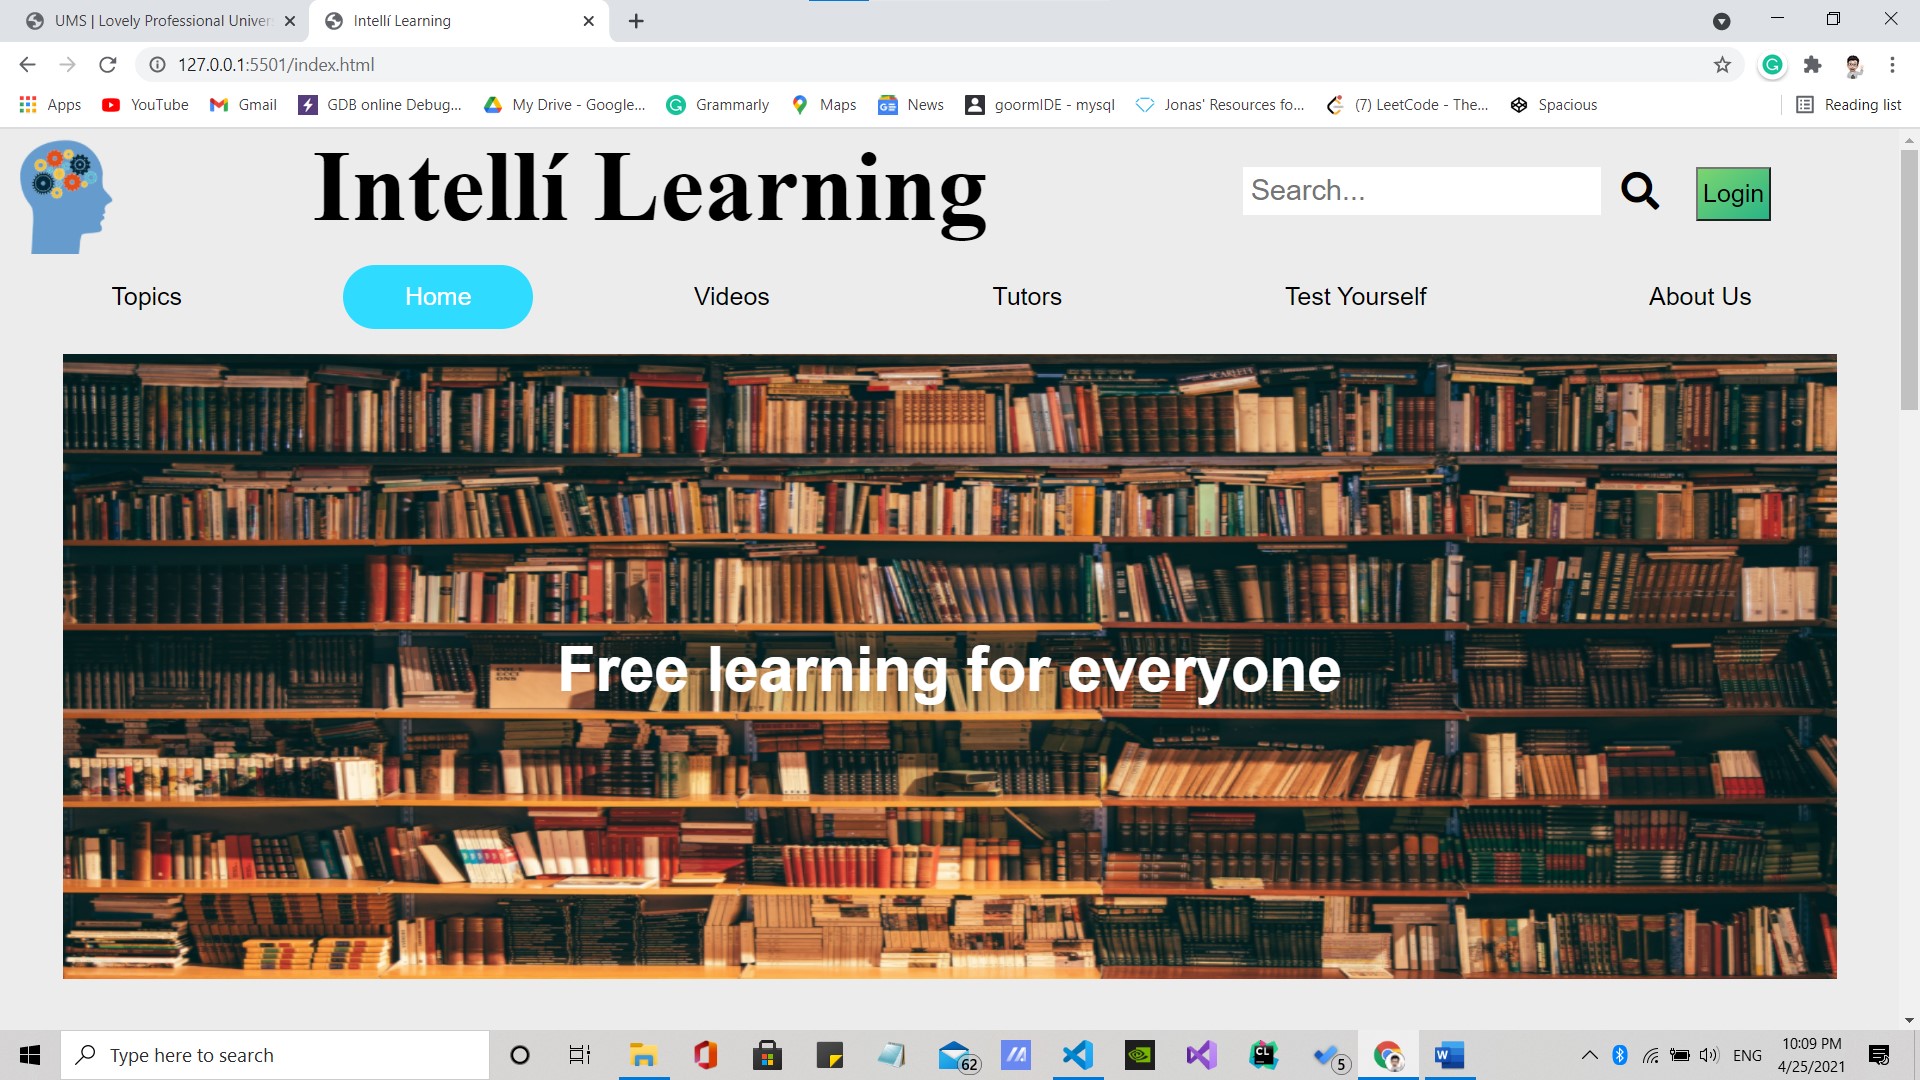 UMS | Lovely Professional Univer
Intellí Learning
127.0.0.1:5501/index.html
Apps
YouTube
Gmail
GDB online Debug...
My Drive - Google...
Grammarly
Maps
News
goormIDE - mysql
Jonas' Resources fo...
(7) LeetCode - The...
Spacious
Reading list
Intellí Learning
Search...
Login
Topics
Home
Videos
Tutors
Test Yourself
About Us
Free learning for everyone
Type here to search
62
5
ENG
10:09 PM
4/25/2021